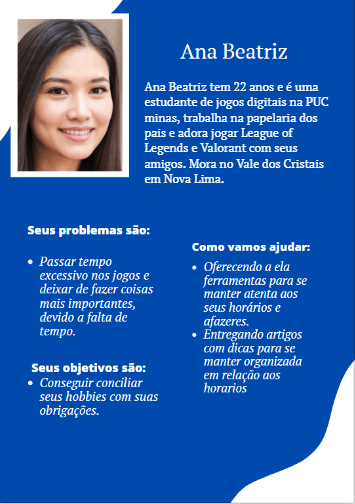 Ana Beatriz
Ana Beatriz tem 22 anos e é uma
estudante de jogos digitais na PUC
minas, trabalha na papelaria dos
pais e adora jogar League of
Legends e Valorant com seus
amigos. Mora no Vale dos Cristais
em Nova Lima.
Seus problemas são:
• Passar tempo
excessivo nos jogos e
deixar de fazer coisas
mais importantes,
devido a falta de
tempo.
Seus objetivos são:
• Conseguir conciliar
seus hobbies com suas
obrigações.
Como vamos ajudar:
• Oferecendo a ela
ferramentas para se
manter atenta aos
seus horários e
afazeres.
• Entregando artigos
com dicas para se
manter organizada
em relação aos
horarios